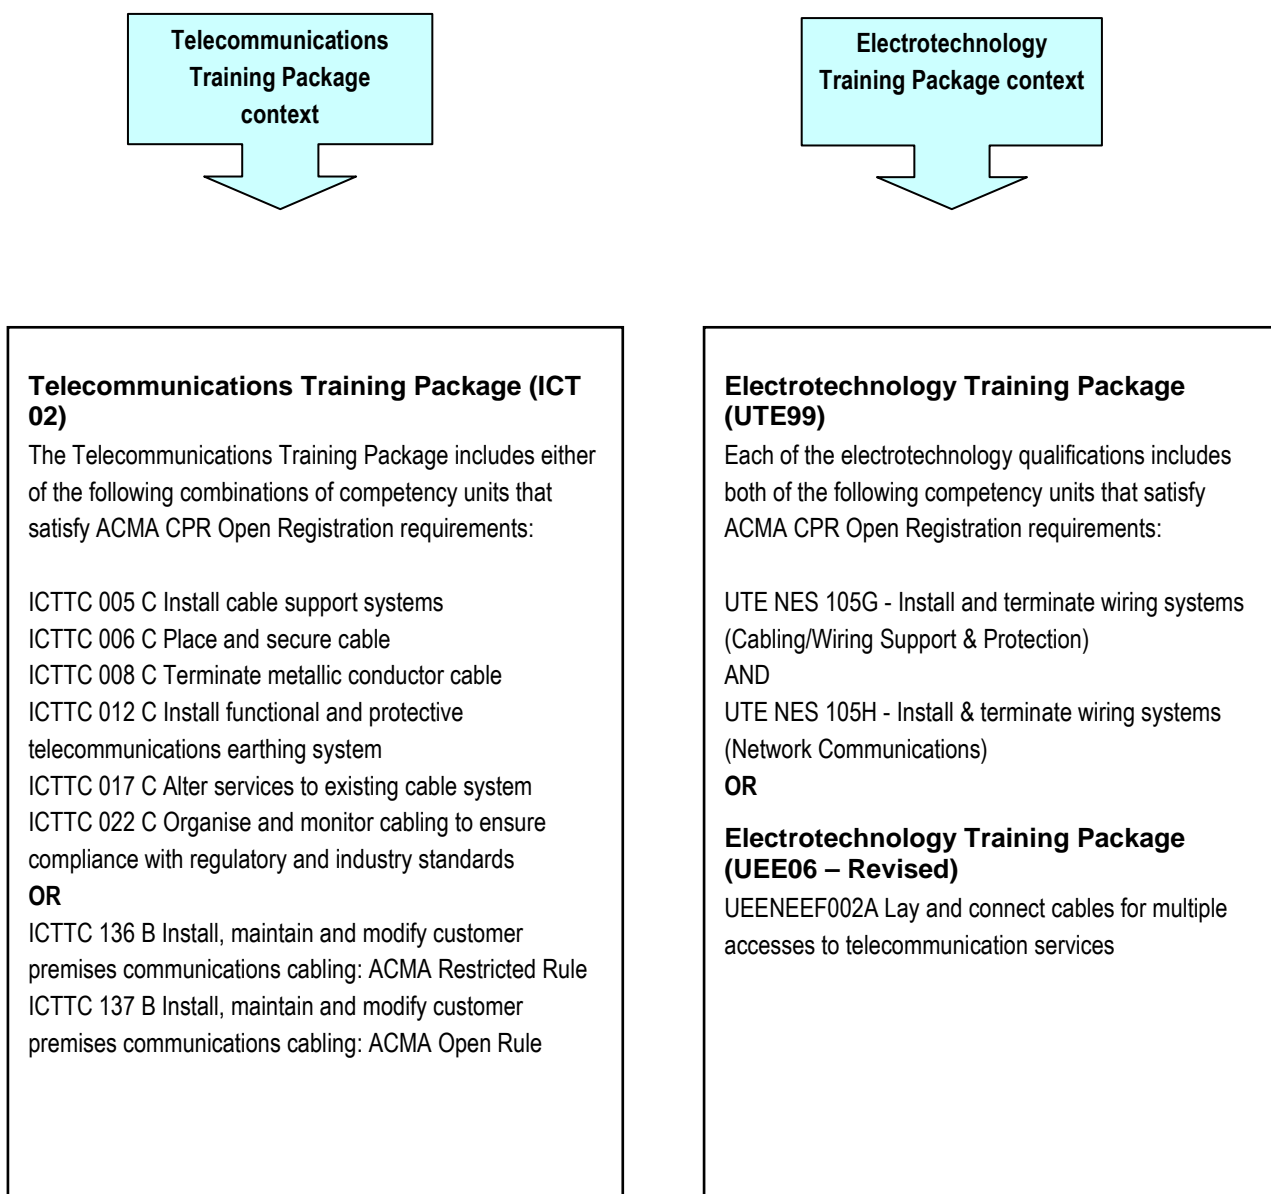 Telecommunications
Training Package
context
Electrotechnology
Training Package context
Telecommunications Training Package (ICT
02)
The Telecommunications Training Package includes either
of the following combinations of competency units that
satisfy ACMA CPR Open Registration requirements:
ICTTC 005 C Install cable support systems
ICTTC 006 C Place and secure cable
ICTTC 008 C Terminate metallic conductor cable
ICTTC 012 C Install functional and protective
telecommunications earthing system
ICTTC 017 C Alter services to existing cable system
ICTTC 022 C Organise and monitor cabling to ensure
compliance with regulatory and industry standards
OR
ICTTC 136 B Install, maintain and modify customer
premises communications cabling: ACMA Restricted Rule
ICTTC 137 B Install, maintain and modify customer
premises communications cabling: ACMA Open Rule
Electrotechnology Training Package
(UTE99)
Each of the electrotechnology qualifications includes
both of the following competency units that satisfy
ACMA CPR Open Registration requirements:
UTE NES 105G - Install and terminate wiring systems
(Cabling/Wiring Support & Protection)
AND
UTE NES 105H - Install & terminate wiring systems
(Network Communications)
OR
Electrotechnology Training Package
(UEE06 – Revised)
UEENEEF002A Lay and connect cables for multiple
accesses to telecommunication services